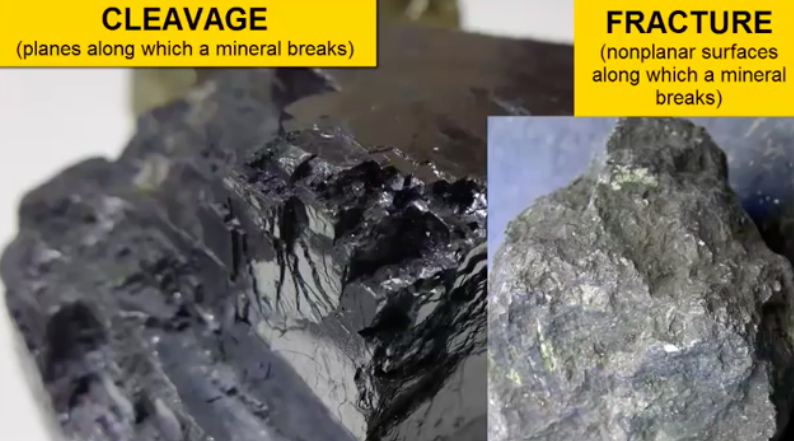 CLEAVAGE
(planes along which a mineral breaks)
FRACTURE
(nonplanar surfaces
along which a mineral
breaks)